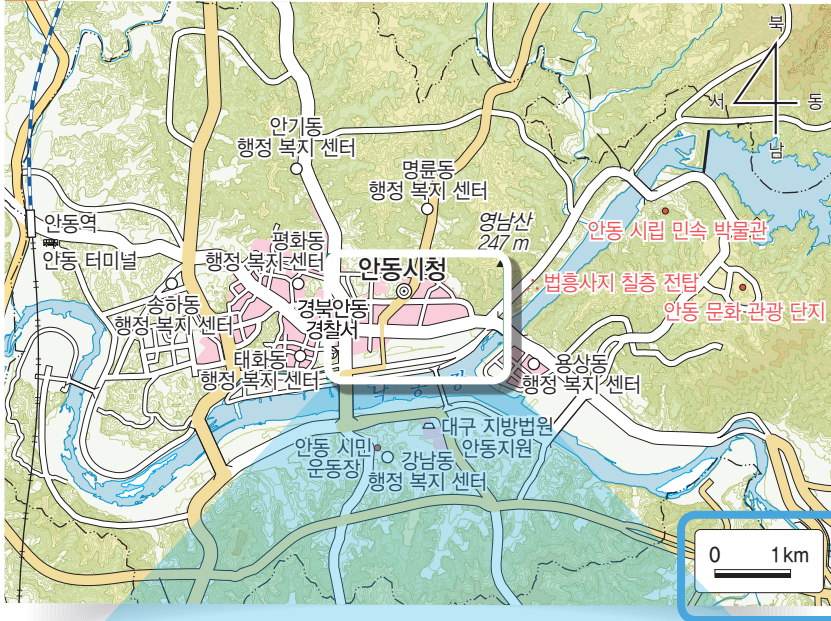 북
서
동
남
안기동
행정 복지 센터
명륜동
행정 복지 센터
영남산
247 m
안동 시립 민속 박물관
안동역
안동 터미널
평화동
행정 복지 센터
안동시청
법흥사지 칠층 전탑
안동 문화 관광 단지
송하동
행정 복지 센터
경북안동
경찰서
태화동
행정 복지 센터
용상동
행정 복지 센터
낙동강
대구 지방법원
안동지원
안동 시민
운동장
강남동
행정 복지 센터
0 1km